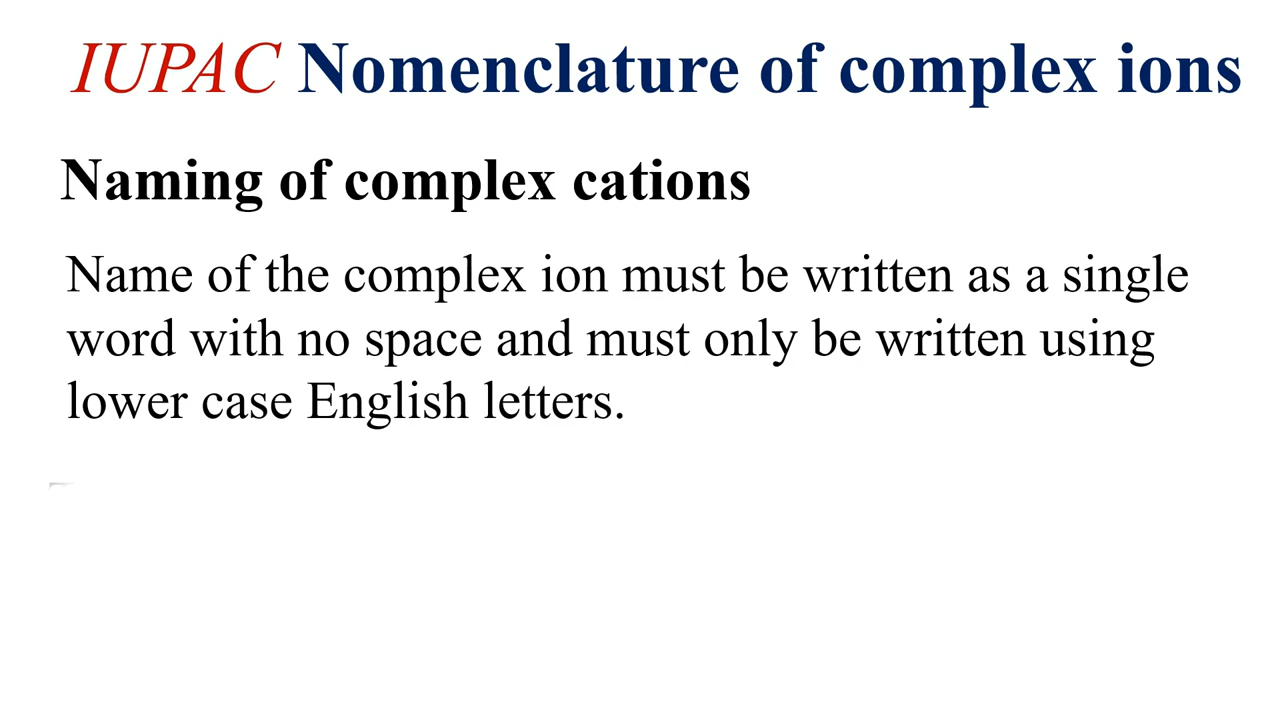 IUPAC Nomenclature of complex ions
Naming of complex cations
Name of the complex ion must be written as a single
word with no space and must only be written using
lower case English letters.